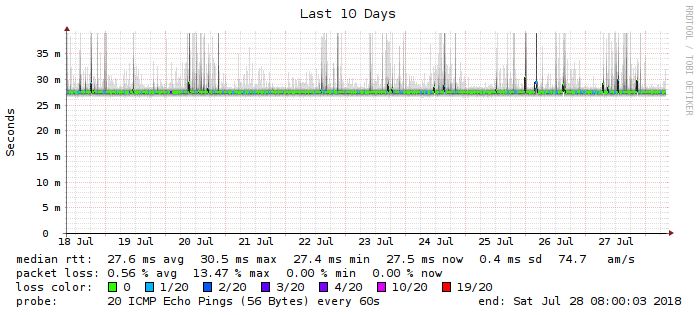 Last 10 Days
RRDTOOL / TOBI OETIKER
Seconds
35 m
30 m
25 m
20 m
15 m
10 m
5 m
0
18 Jul 19 Jul 20 Jul 21 Jul 22 Jul 23 Jul 24 Jul 25 Jul 26 Jul 27 Jul
median rtt: 27.6 ms avg 30.5 ms max 27.4 ms min 27.5 ms now 0.4 ms sd 74.7 am/s
packet loss: 0.56 % avg 13.47 % max 0.00 % min 0.00 % now
loss color: 0 1/20 2/20 3/20 4/20 10/20 19/20
probe: 20 ICMP Echo Pings (56 Bytes) every 60s end: Sat Jul 28 08:00:03 2018